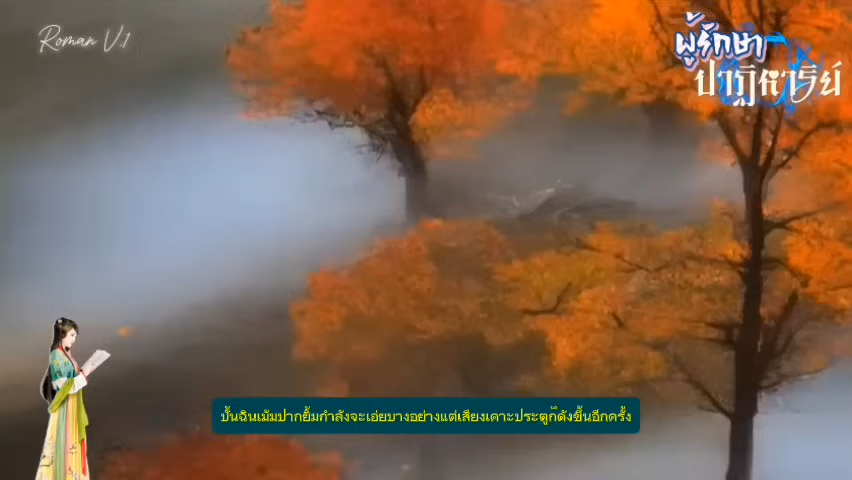 Roman V.1
ผู้รักษา
ปาฏิหาริย์
ปั้นฉินเม้มปากยิ้มกำลังจะเอ่ยบางอย่างแต่เสียงเคาะประตูก็ดังขึ้นอีกครั้ง